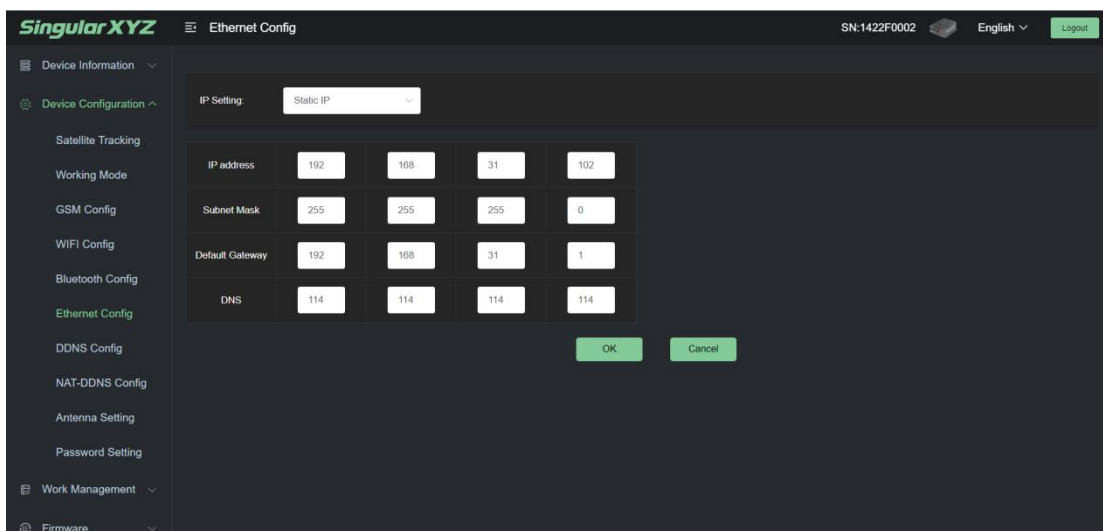 SingularXYZ Ethernet Config SN:1422F0002 English Logout
Device Information
Device Configuration
Satellite Tracking
Working Mode
GSM Config
WIFI Config
Bluetooth Config
Ethernet Config
DDNS Config
NAT-DDNS Config
Antenna Setting
Password Setting
Work Management
Firmware
IP Setting: Static IP
IP address 192 168 31 102
Subnet Mask 255 255 255 0
Default Gateway 192 168 31 1
DNS 114 114 114 114
OK Cancel